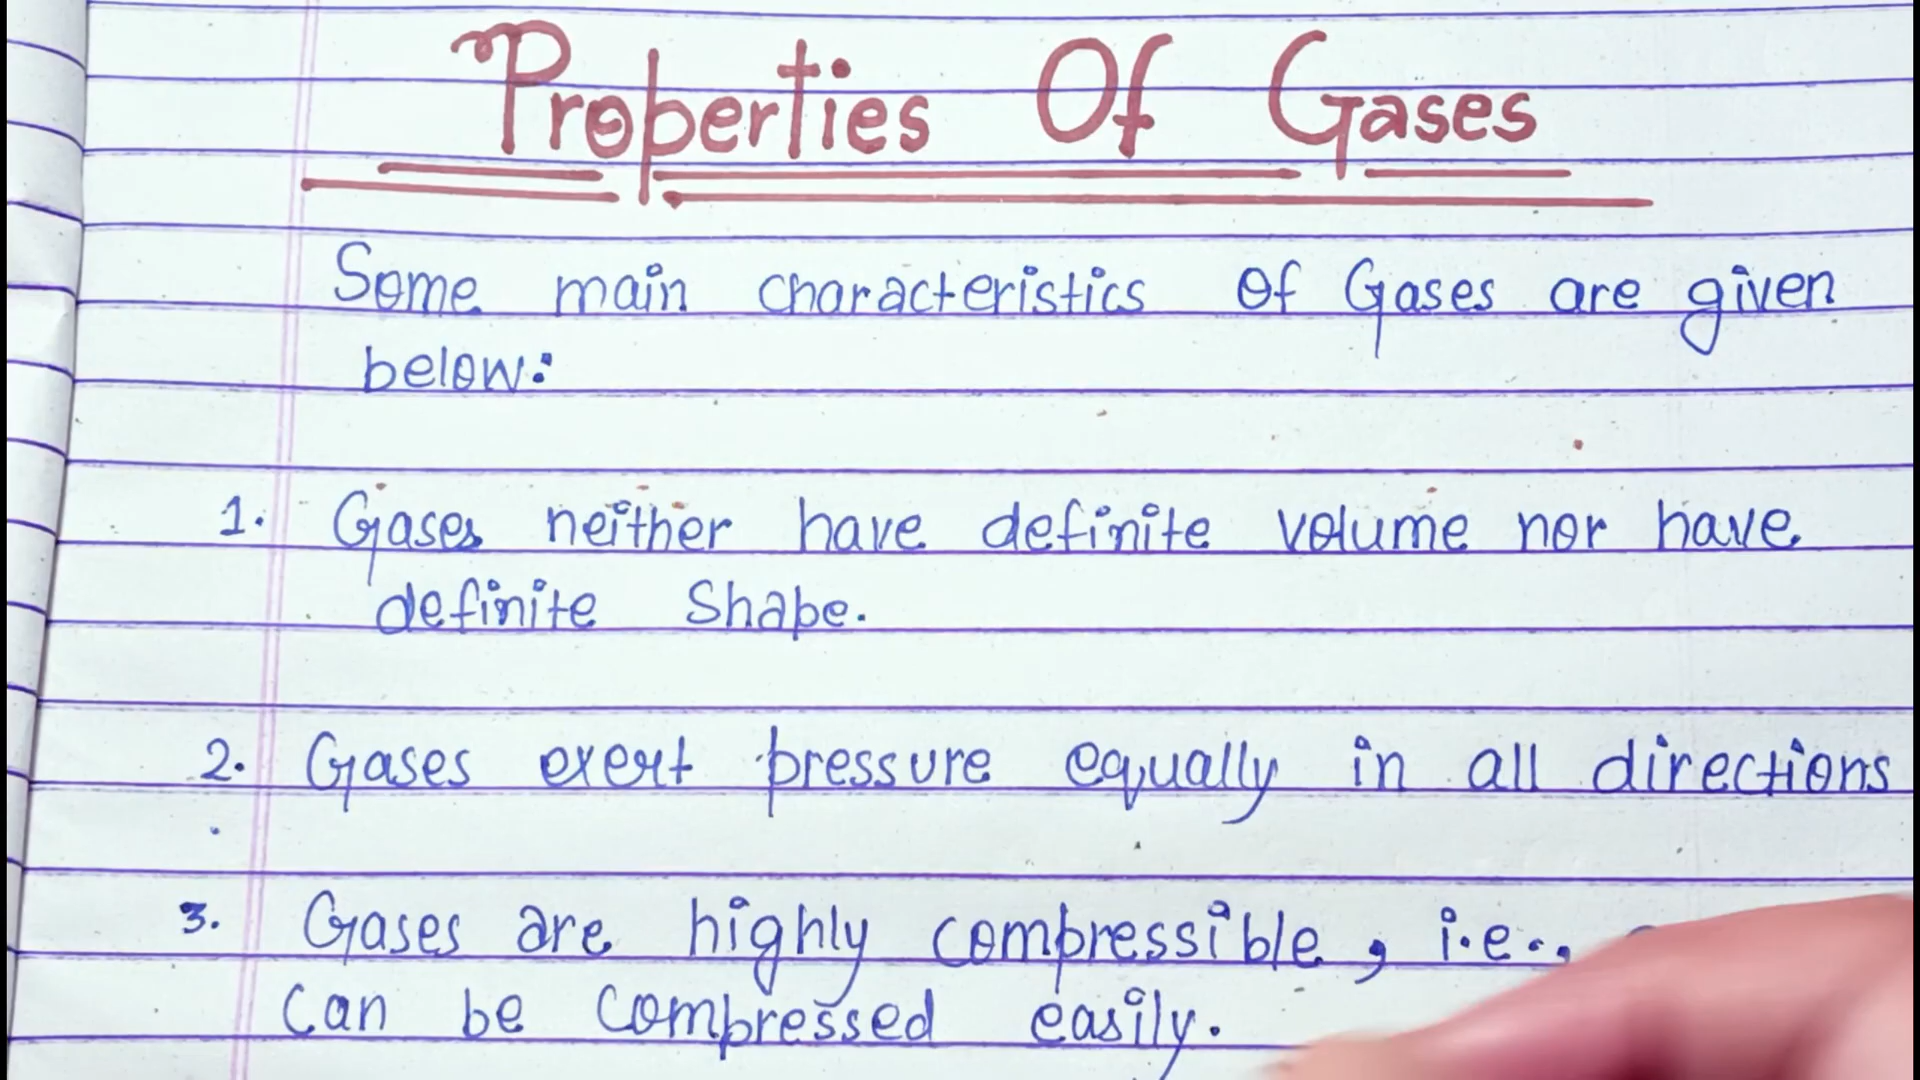 Properties Of Gases
Some main characteristics of Gases are given
below:
1. Gases neither have definite volume nor have
definite Shape.
2. Gases exert pressure equally in all directions
3. Gases are highly compressible, i.e.,
can be compressed easily.